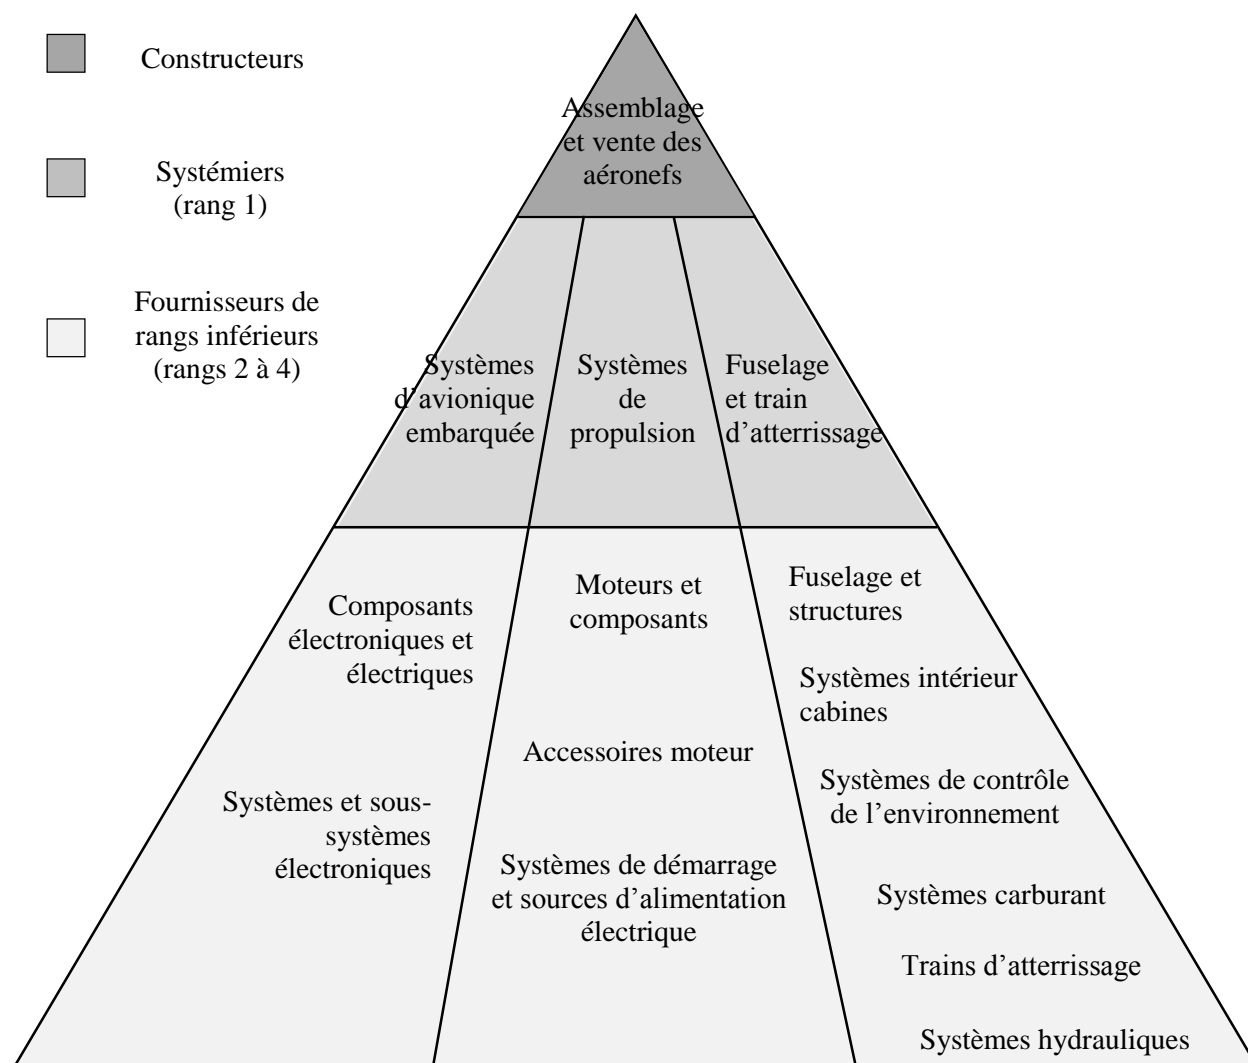 Constructeurs
Systémiers
(rang 1)
Fournisseurs de
rangs inférieurs
(rangs 2 à 4)
Assemblage
et vente des
aéronefs
Systèmes
d’avionique
embarquée
Systèmes
de
propulsion
Fuselage
et train
d’atterrissage
Composants
électroniques et
électriques
Systèmes et sous-
systèmes
électroniques
Moteurs et
composants
Accessoires moteur
Systèmes de démarrage
et sources d’alimentation
électrique
Fuselage et
structures
Systèmes intérieur
cabines
Systèmes de contrôle
de l’environnement
Systèmes carburant
Trains d’atterrissage
Systèmes hydrauliques